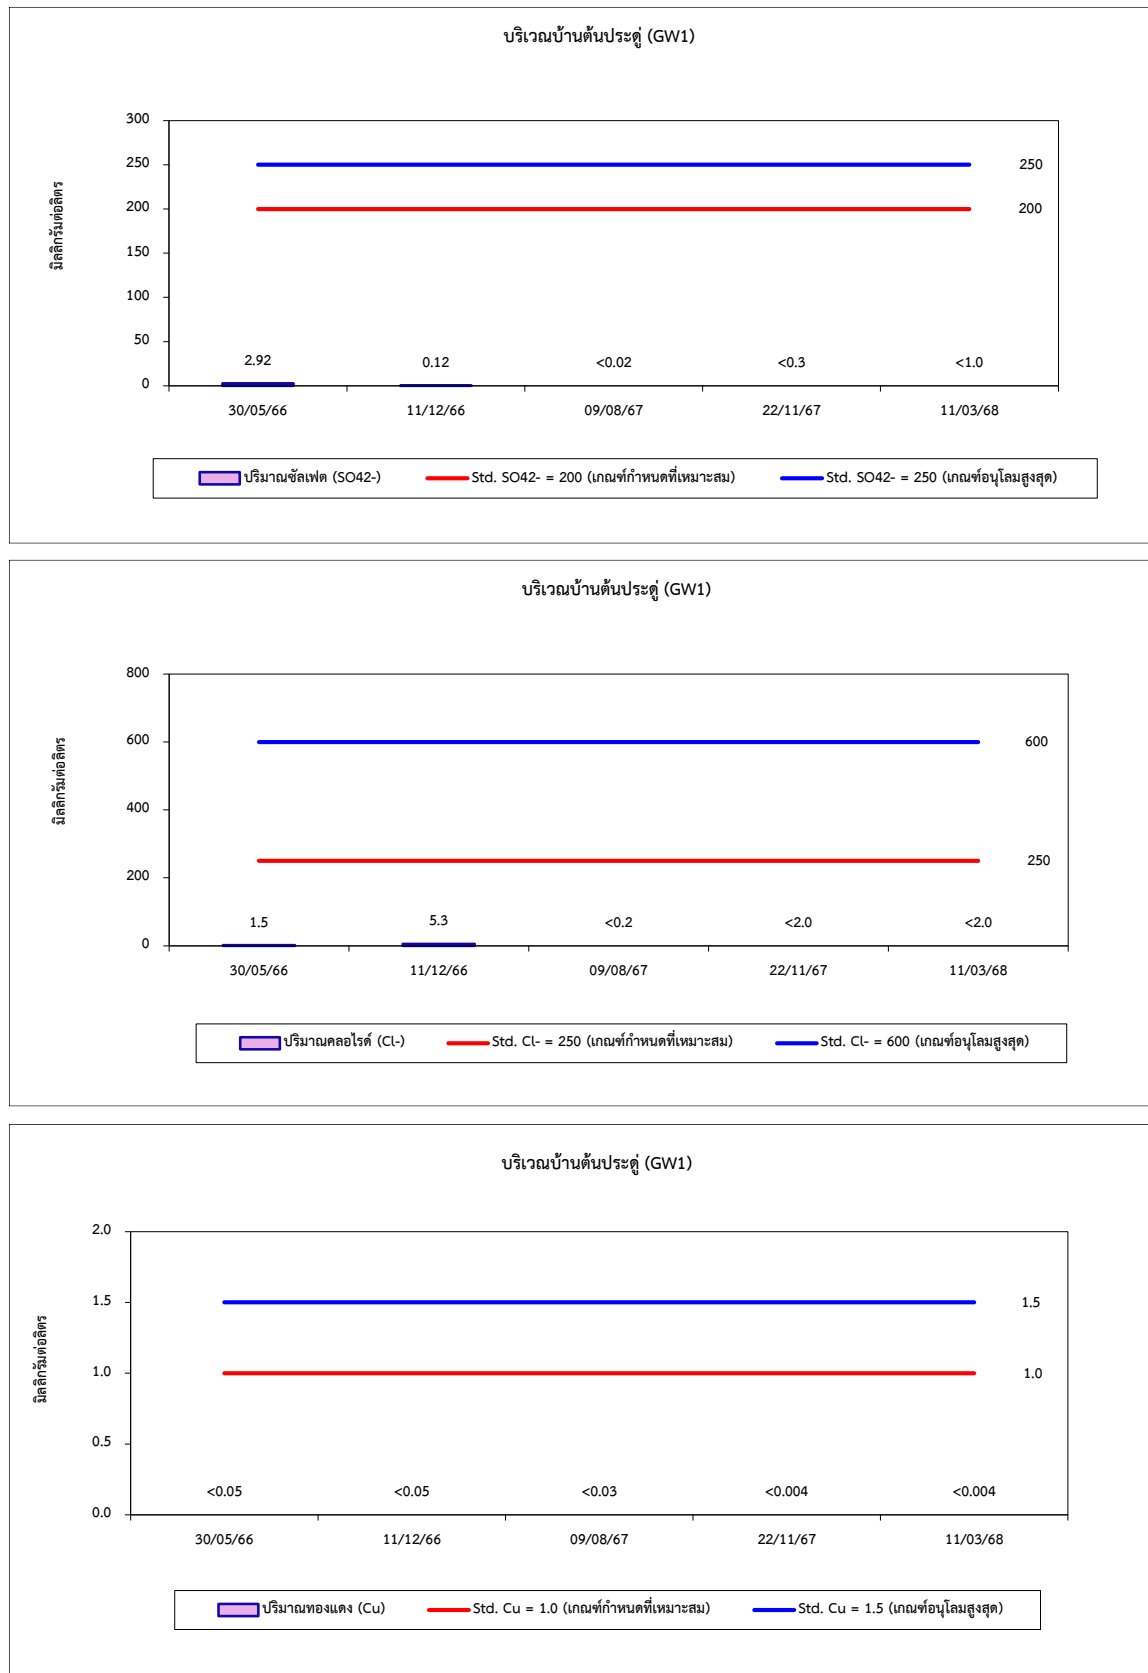 บริเวณบ้านต้นประดู่ (GW1)
มิลลิกรัมต่อลิตร
300
250
200
150
100
50
0
250
200
2.92 0.12 <0.02 <0.3 <1.0
30/05/66 11/12/66 09/08/67 22/11/67 11/03/68
ปริมาณซัลเฟต (SO42-) Std. SO42- = 200 (เกณฑ์กำหนดที่เหมาะสม) Std. SO42- = 250 (เกณฑ์อนุโลมสูงสุด)
บริเวณบ้านต้นประดู่ (GW1)
มิลลิกรัมต่อลิตร
800
600
400
200
0
600
250
1.5 5.3 <0.2 <2.0 <2.0
30/05/66 11/12/66 09/08/67 22/11/67 11/03/68
ปริมาณคลอไรด์ (Cl-) Std. Cl- = 250 (เกณฑ์กำหนดที่เหมาะสม) Std. Cl- = 600 (เกณฑ์อนุโลมสูงสุด)
บริเวณบ้านต้นประดู่ (GW1)
มิลลิกรัมต่อลิตร
2.0
1.5
1.0
0.5
0.0
1.5
1.0
<0.05 <0.05 <0.03 <0.004 <0.004
30/05/66 11/12/66 09/08/67 22/11/67 11/03/68
ปริมาณทองแดง (Cu) Std. Cu = 1.0 (เกณฑ์กำหนดที่เหมาะสม) Std. Cu = 1.5 (เกณฑ์อนุโลมสูงสุด)